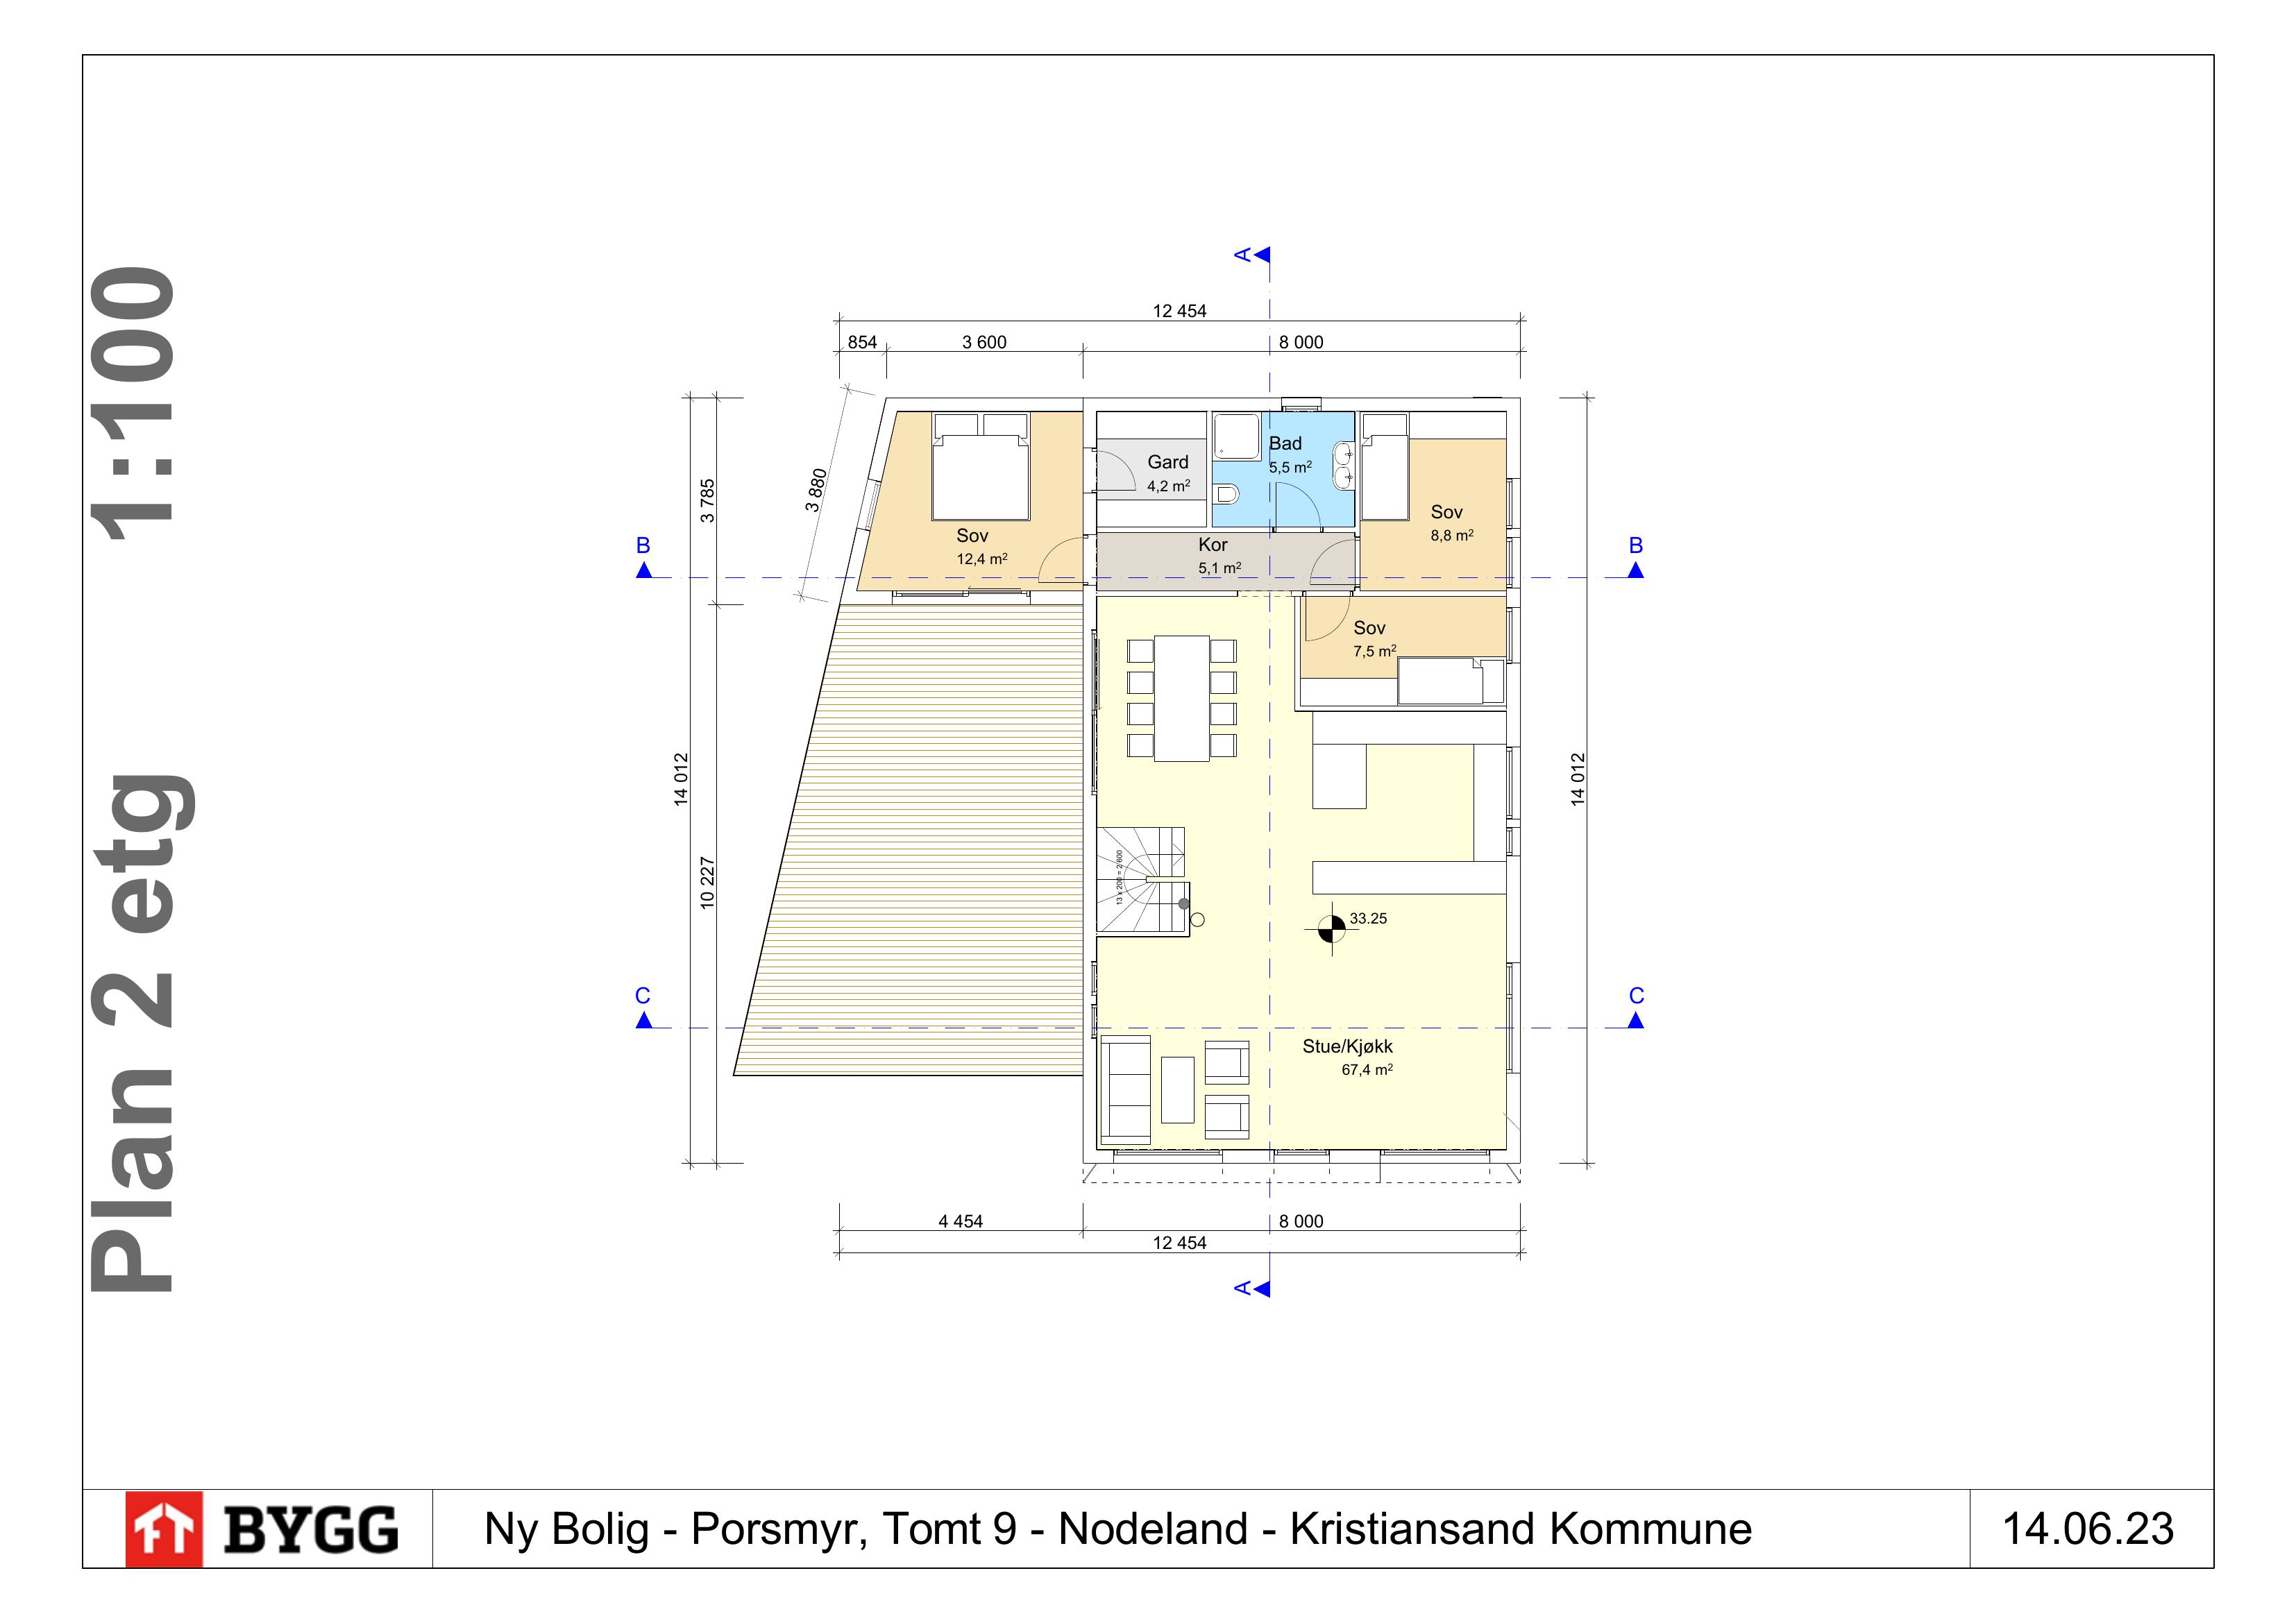 Plan 2 etg 1:100
A
12 454
854 3 600 8 000
3 785
3 880
14 012
10 227
14 012
Gard
4,2 m²
Bad
5,5 m²
Sov
8,8 m²
Sov
12,4 m²
Kor
5,1 m²
B B
Sov
7,5 m²
13 x 200 = 2 600
33.25
C C
Stue/Kjøkk
67,4 m²
4 454 8 000
12 454
A
BYGG
Ny Bolig - Porsmyr, Tomt 9 - Nodeland - Kristiansand Kommune
14.06.23